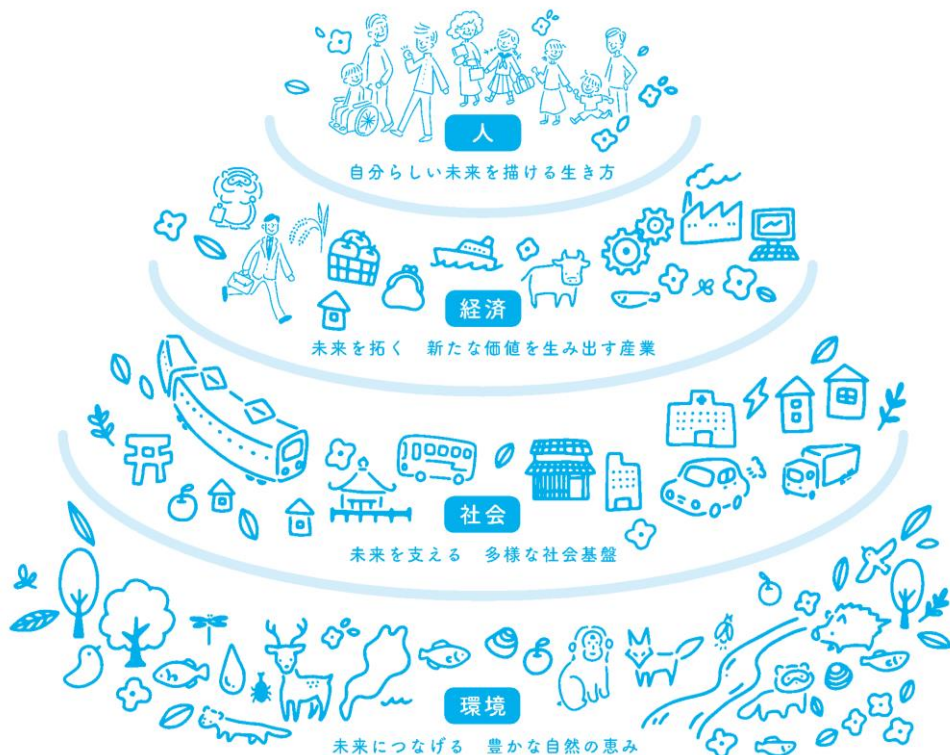 人
自分らしい未来を描ける生き方
経済
未来を拓く　新たな価値を生み出す産業
社会
未来を支える　多様な社会基盤
環境
未来につなげる　豊かな自然の恵み